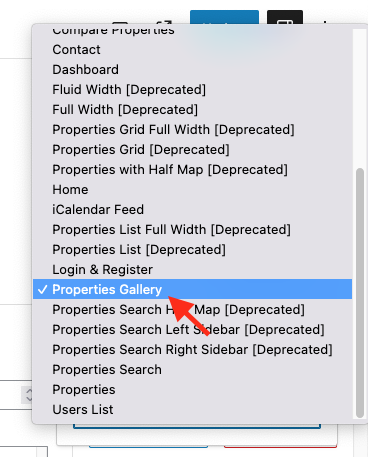 Compare Properties
Contact
Dashboard
Fluid Width [Deprecated]
Full Width [Deprecated]
Properties Grid Full Width [Deprecated]
Properties Grid [Deprecated]
Properties with Half Map [Deprecated]
Home
iCalendar Feed
Properties List Full Width [Deprecated]
Properties List [Deprecated]
Login & Register
✓ Properties Gallery
Properties Search Half Map [Deprecated]
Properties Search Left Sidebar [Deprecated]
Properties Search Right Sidebar [Deprecated]
Properties Search
Properties
Users List